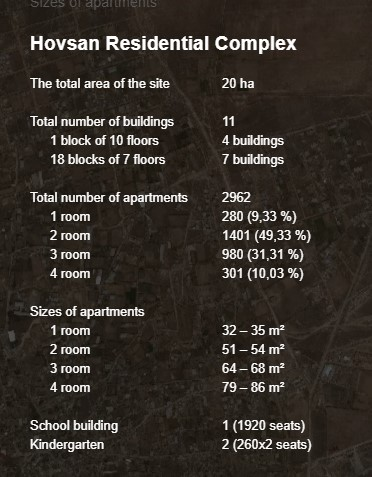 Sizes of apartments
Hovsan Residential Complex
The total area of the site 20 ha
Total number of buildings 11
1 block of 10 floors 4 buildings
18 blocks of 7 floors 7 buildings
Total number of apartments 2962
1 room 280 (9,33 %)
2 room 1401 (49,33 %)
3 room 980 (31,31 %)
4 room 301 (10,03 %)
Sizes of apartments
1 room 32 – 35 m²
2 room 51 – 54 m²
3 room 64 – 68 m²
4 room 79 – 86 m²
School building 1 (1920 seats)
Kindergarten 2 (260x2 seats)